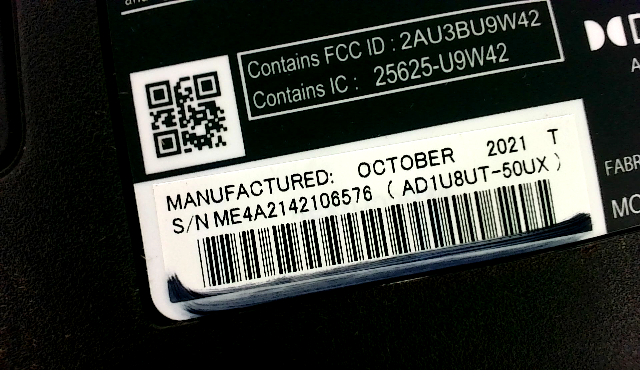 Contains FCC ID : 2AU3BU9W42
Contains IC : 25625-U9W42
MANUFACTURED: OCTOBER 2021 T
S/N ME4A2142106576 ( AD1U8UT-50UX )